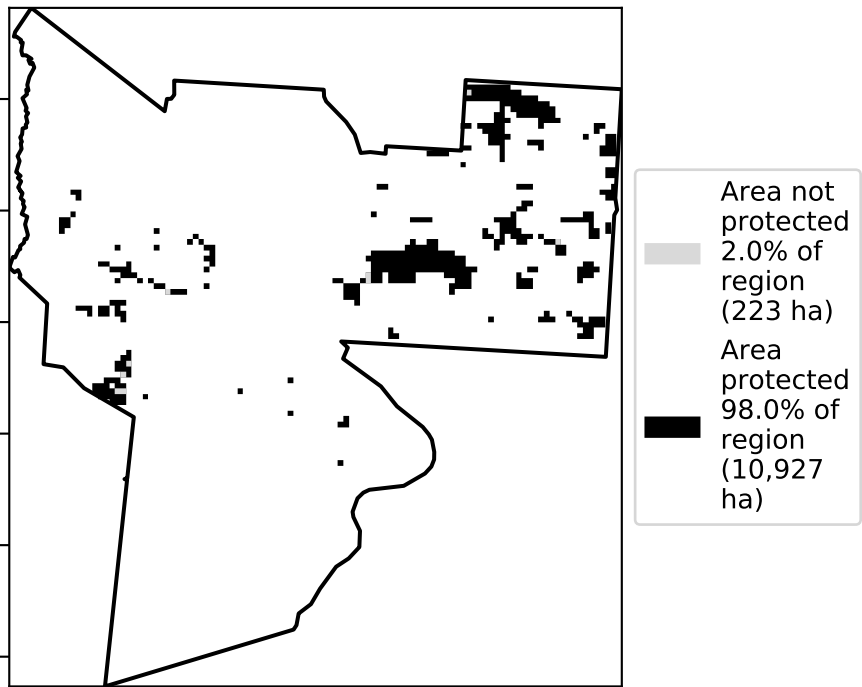 Area not
protected
2.0% of
region
(223 ha)
Area
protected
98.0% of
region
(10,927
ha)